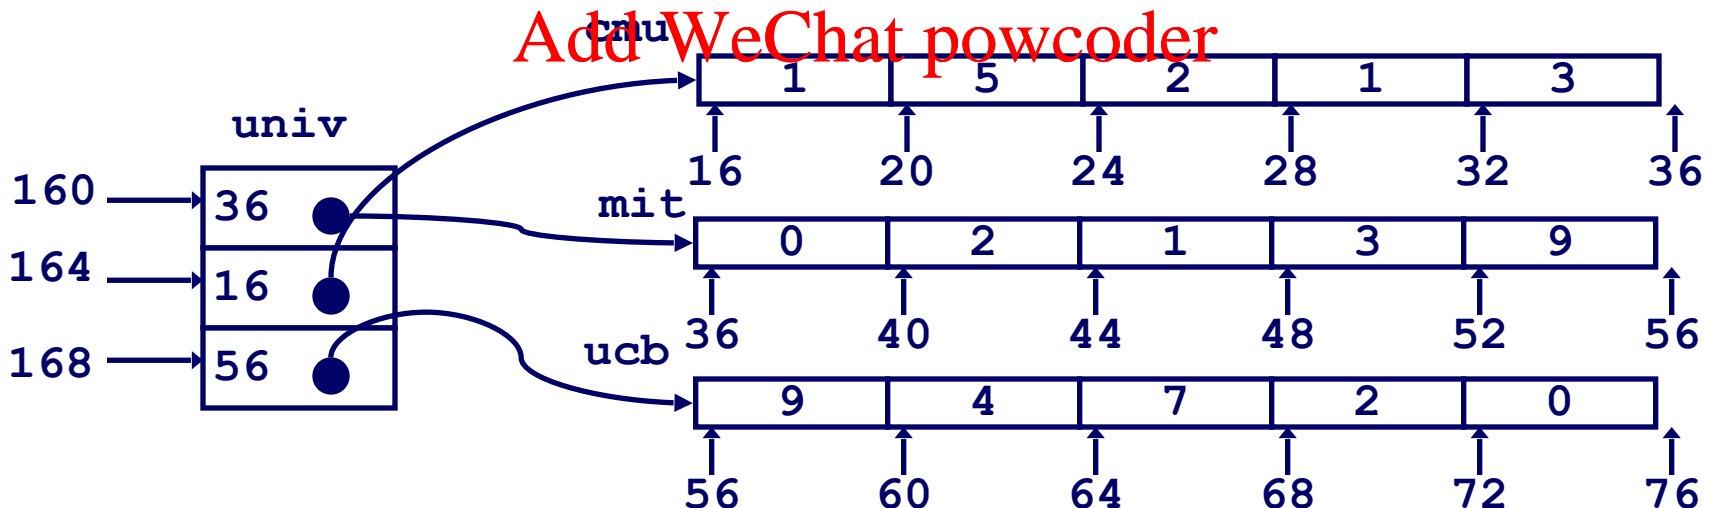 Add WeChat powcoder
cmu
1 5 2 1 3
univ
16 20 24 28 32 36
160 36
mit
0 2 1 3 9
164 16
36 40 44 48 52 56
168 56
ucb
9 4 7 2 0
56 60 64 68 72 76